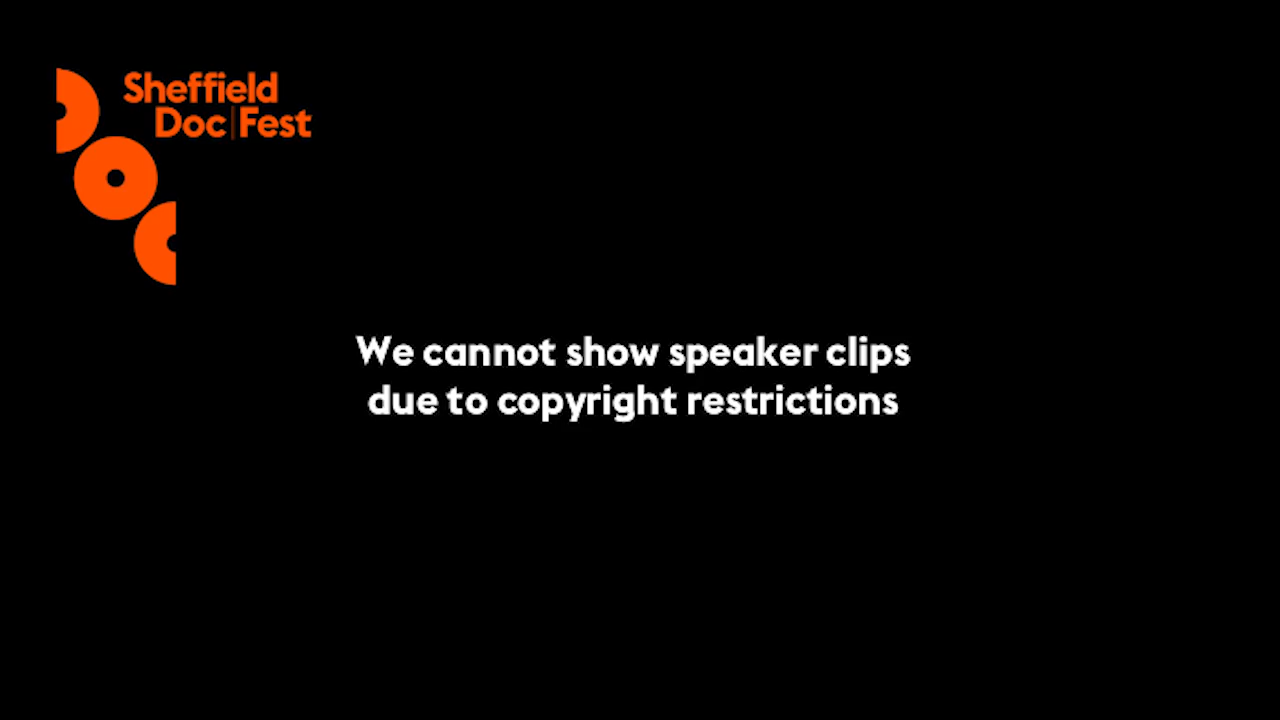 Sheffield
Doc|Fest
We cannot show speaker clips
due to copyright restrictions